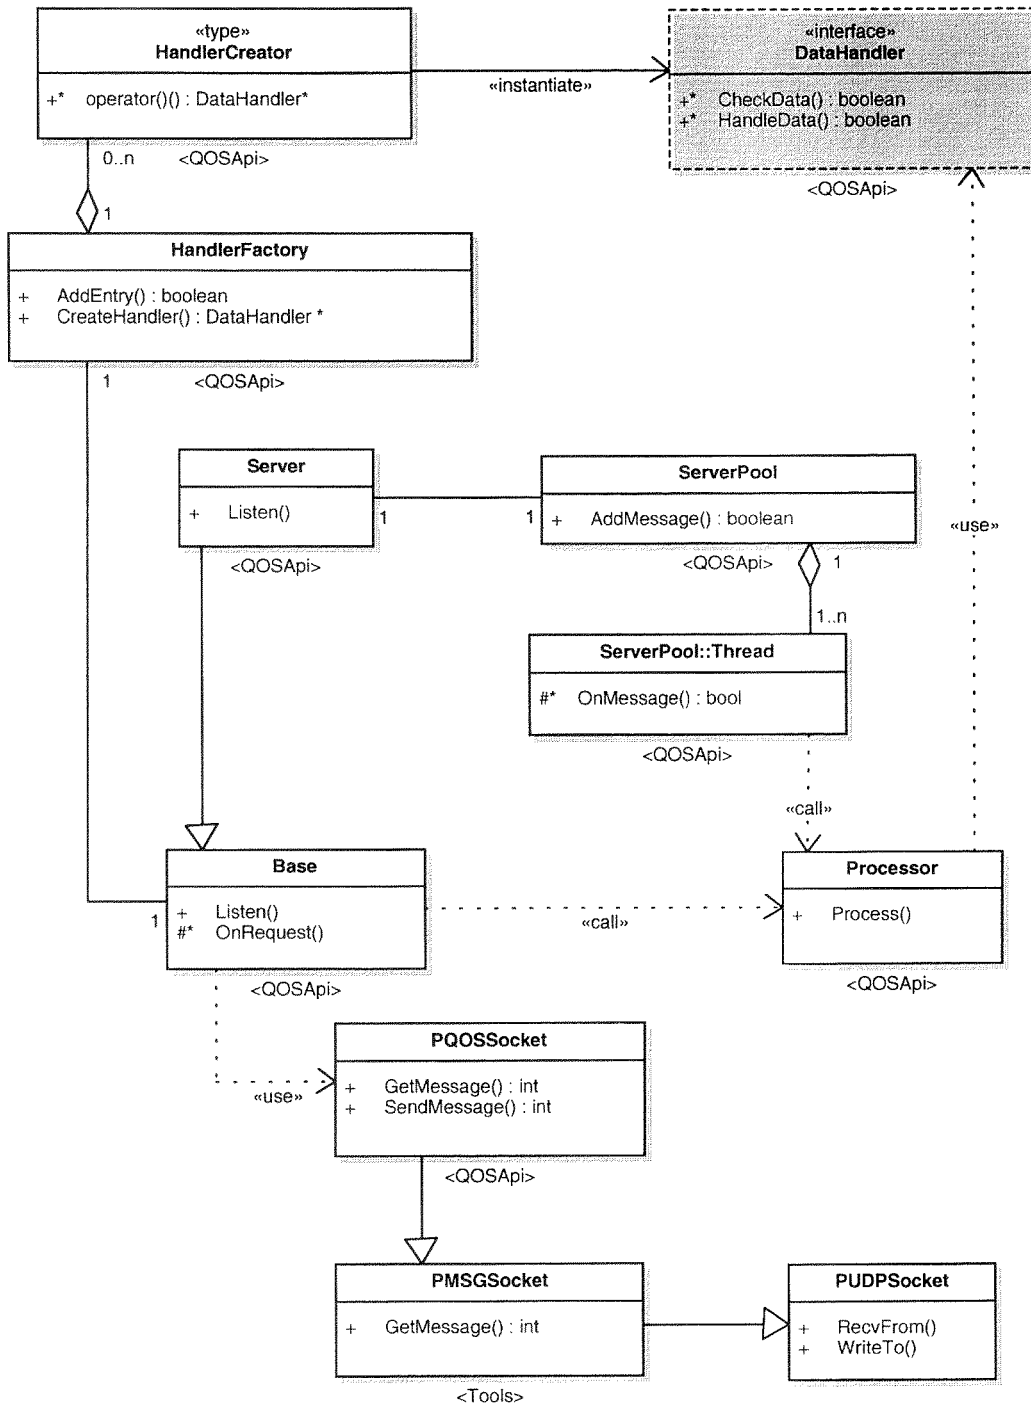 «type»
HandlerCreator
+* operator()() : DataHandler*
«instantiate»
«interface»
DataHandler
+* CheckData() : boolean
+* HandleData() : boolean
0..n
<QOSApi>
<QOSApi>
1
HandlerFactory
+ AddEntry() : boolean
+ CreateHandler() : DataHandler *
1
<QOSApi>
Server
+ Listen()
1
<QOSApi>
1
ServerPool
+ AddMessage() : boolean
<QOSApi>
1
«use»
1..n
ServerPool::Thread
#* OnMessage() : bool
<QOSApi>
«call»
Base
+ Listen()
#* OnRequest()
1
<QOSApi>
«call»
Processor
+ Process()
<QOSApi>
«use»
PQOSSocket
+ GetMessage() : int
+ SendMessage() : int
<QOSApi>
PMSGSocket
+ GetMessage() : int
<Tools>
PUDPSocket
+ RecvFrom()
+ WriteTo()